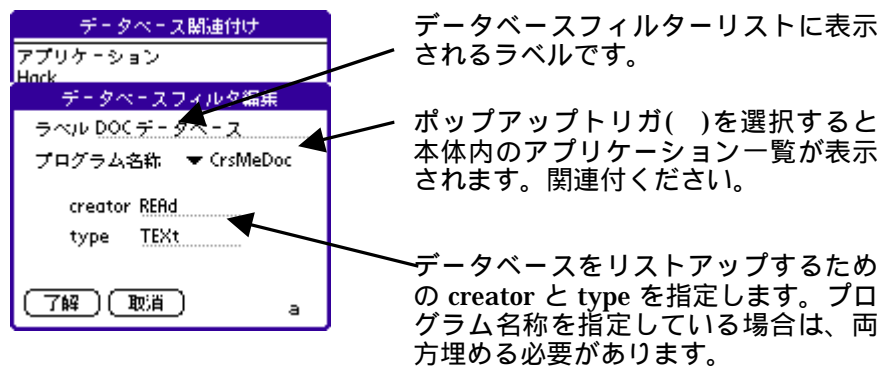 データベース関連付け
アプリケーション
Hack
データベースフィルタ編集
ラベル DOCデータベース
プログラム名称 ▼ CrsMeDoc
creator REAd
type TEXt
了解 取消 a
データベースフィルターリストに表示
されるラベルです。
ポップアップトリガ( )を選択すると
本体内のアプリケーション一覧が表示
されます。関連付ください。
データベースをリストアップするため
の creator と type を指定します。プロ
グラム名称を指定している場合は、両
方埋める必要があります。